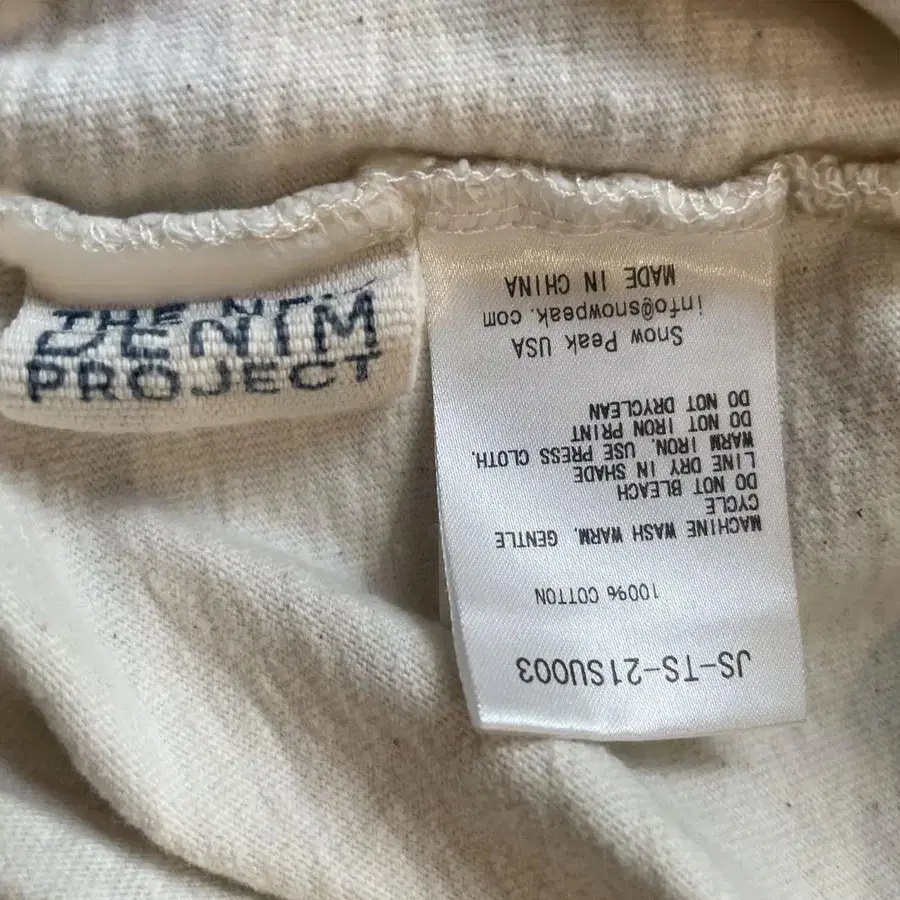 THE NEW
DENIM
PROJECT
JS-TS-21SU003
100% COTTON
MACHINE WASH WARM, GENTLE
CYCLE
DO NOT BLEACH
LINE DRY IN SHADE
WARM IRON, USE PRESS CLOTH.
DO NOT IRON PRINT
DO NOT DRYCLEAN
Snow Peak USA
info@snowpeak.com
MADE IN CHINA